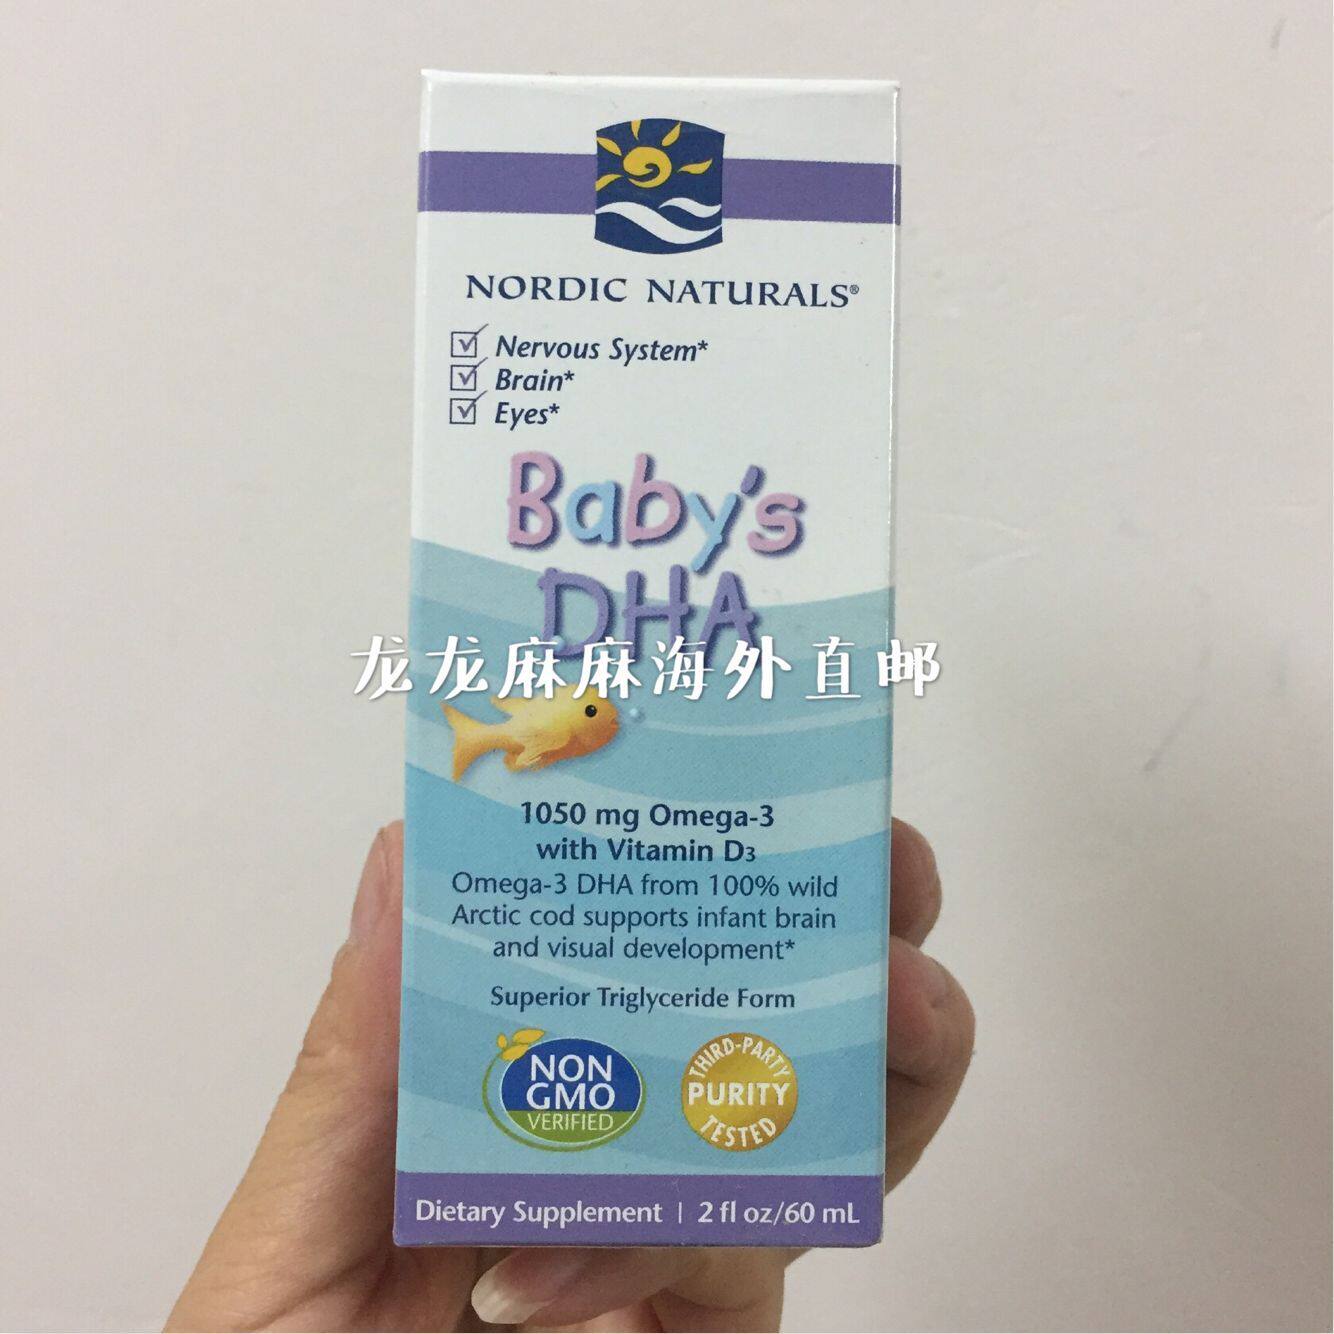 NORDIC NATURALS®
Nervous System*
Brain*
Eyes*
Baby's
DHA
龙龙麻麻海外直邮
1050 mg Omega-3
with Vitamin D3
Omega-3 DHA from 100% wild
Arctic cod supports infant brain
and visual development*
Superior Triglyceride Form
NON
GMO
VERIFIED
THIRD-PARTY
PURITY
TESTED
Dietary Supplement | 2 fl oz/60 mL